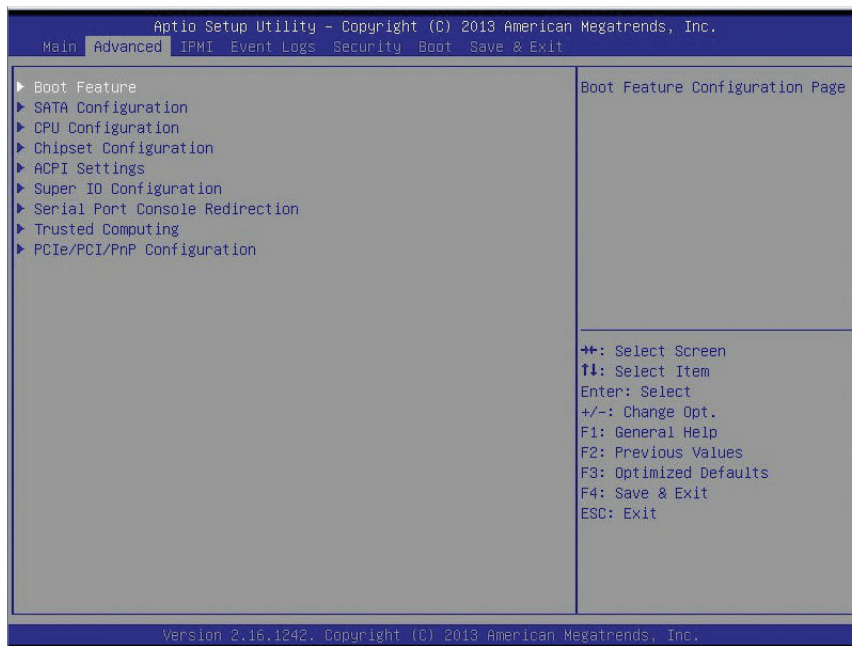 Aptio Setup Utility – Copyright (C) 2013 American Megatrends, Inc.
Main Advanced IPMI Event Logs Security Boot Save & Exit
Boot Feature
SATA Configuration
CPU Configuration
Chipset Configuration
ACPI Settings
Super IO Configuration
Serial Port Console Redirection
Trusted Computing
PCIe/PCI/PnP Configuration
Boot Feature Configuration Page
→←: Select Screen
↑↓: Select Item
Enter: Select
+/-: Change Opt.
F1: General Help
F2: Previous Values
F3: Optimized Defaults
F4: Save & Exit
ESC: Exit
Version 2.16.1242. Copyright (C) 2013 American Megatrends, Inc.